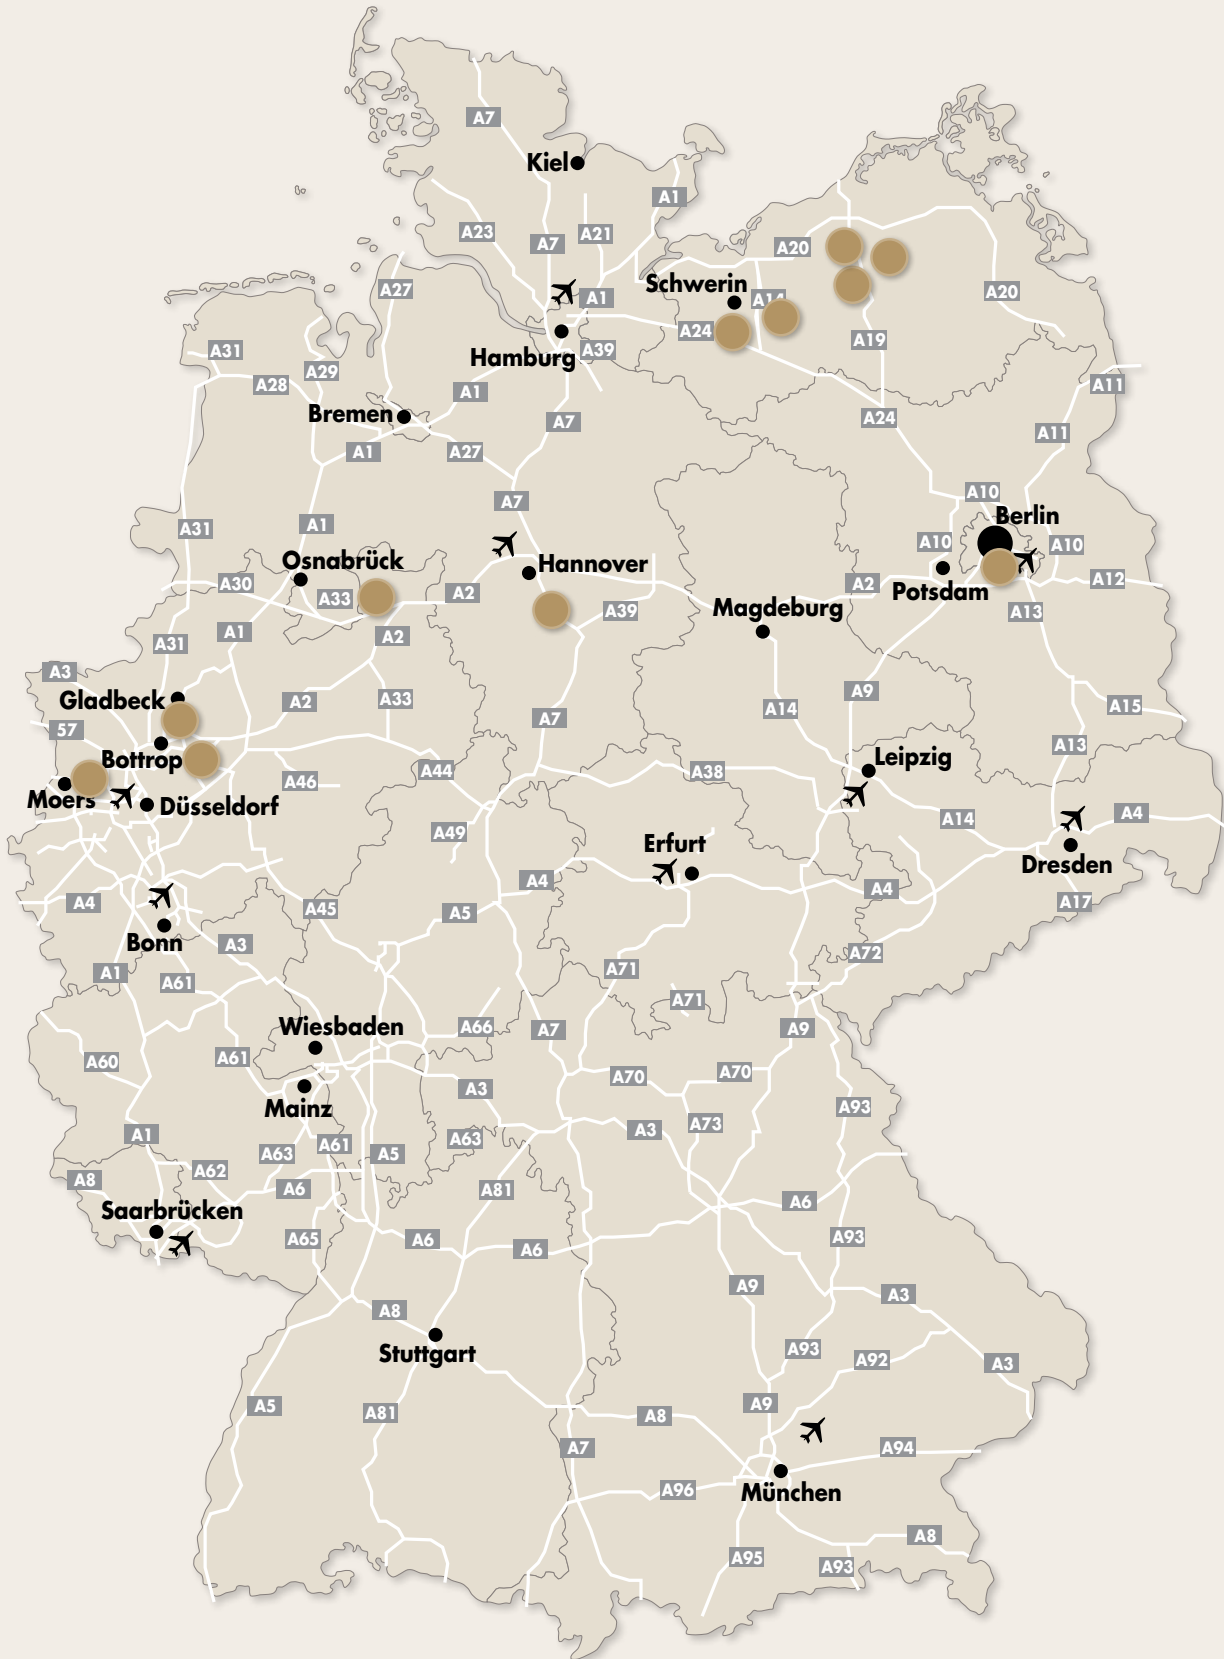 A7
Kiel
A1
A23
A7
A21
A20
Schwerin
A27
A1
A14
A20
A24
A19
Hamburg
A39
A31
A29
A28
A1
A11
Bremen
A7
A24
A11
A1
A27
A7
A10
Berlin
A31
A1
A10
A10
Osnabrück
Hannover
A30
A33
A2
A2
Potsdam
A12
A39
Magdeburg
A13
A31
A1
A2
A3
Gladbeck
A2
A33
A9
57
A7
A14
A15
Bottrop
A44
A38
Leipzig
A13
Moers
Düsseldorf
A46
A49
Erfurt
A14
A4
Dresden
A4
A45
A5
A4
A4
A17
Bonn
A3
A72
A1
A61
A71
A71
Wiesbaden
A66
A7
A9
A60
A61
A70
A70
Mainz
A3
A93
A1
A63
A61
A5
A63
A3
A73
A8
A62
A6
A81
A6
Saarbrücken
A65
A6
A6
A93
A8
A9
A3
Stuttgart
A93
A92
A3
A5
A81
A8
A9
A7
A94
A96
München
A95
A93
A8